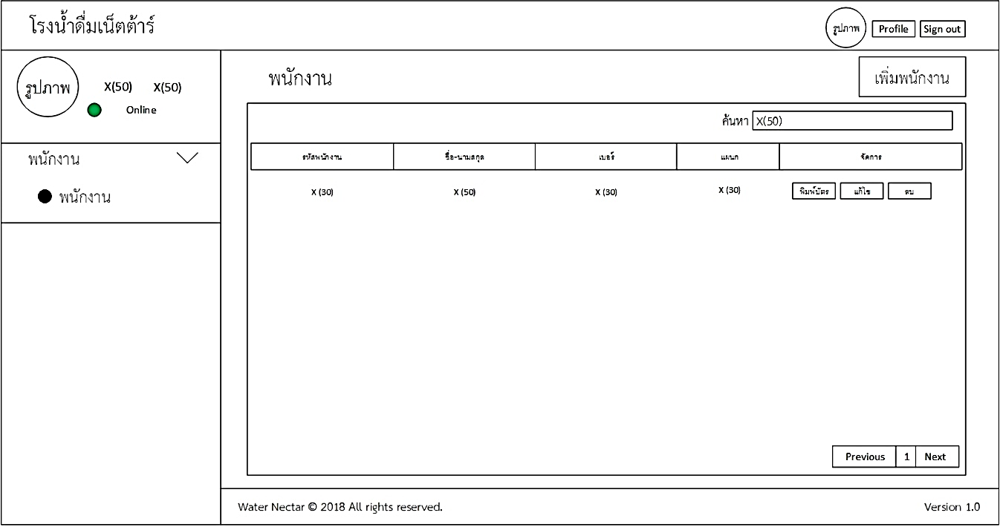 โรงน้ำดื่มเน็ตต้าร์
รูปภาพ Profile Sign out
รูปภาพ X(50) X(50)
Online
พนักงาน
พนักงาน
พนักงาน
เพิ่มพนักงาน
ค้นหา X(50)
รหัสพนักงาน ชื่อ-นามสกุล เบอร์ แผนก จัดการ
X (30) X (50) X (30) X (30) พิมพ์บัตร แก้ไข ลบ
Previous 1 Next
Water Nectar © 2018 All rights reserved. Version 1.0